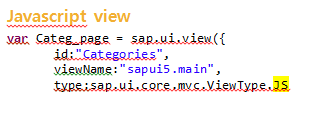 Javascript view
var Categ_page = sap.ui.view({
id:"Categories",
viewName:"sapui5.main",
type:sap.ui.core.mvc.ViewType.JS